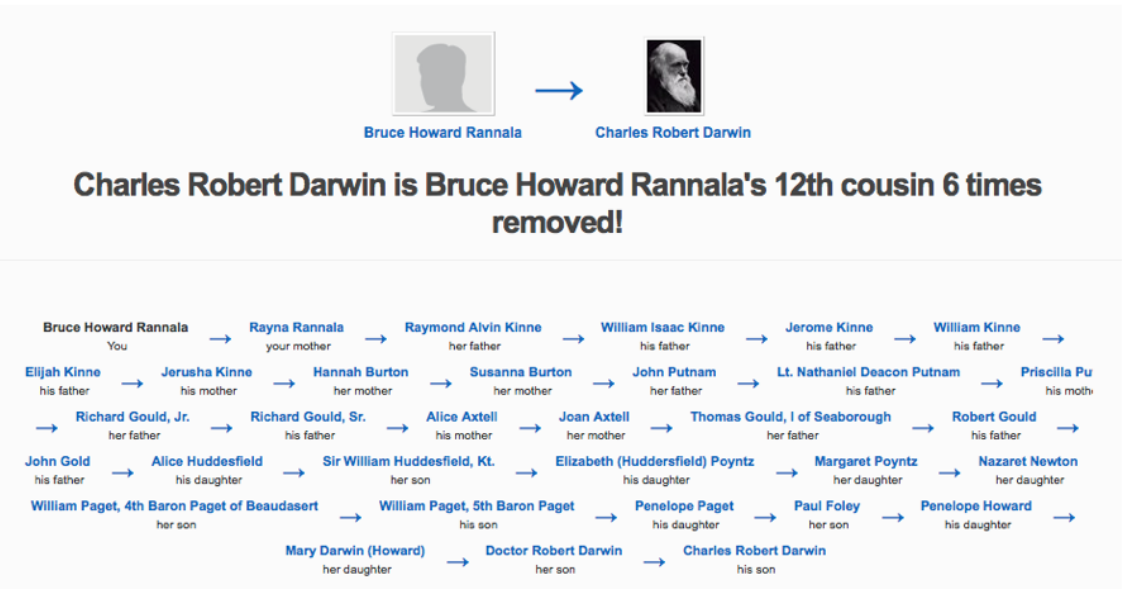 Bruce Howard Rannala → Charles Robert Darwin
Charles Robert Darwin is Bruce Howard Rannala's 12th cousin 6 times
removed!
Bruce Howard Rannala → Rayna Rannala → Raymond Alvin Kinne → William Isaac Kinne → Jerome Kinne → William Kinne →
You your mother her father his father his father his father
Elijah Kinne → Jerusha Kinne → Hannah Burton → Susanna Burton → John Putnam → Lt. Nathaniel Deacon Putnam → Priscilla Pu
his father his mother her mother her mother her father his father his moth
→ Richard Gould, Jr. → Richard Gould, Sr. → Alice Axtell → Joan Axtell → Thomas Gould, I of Seaborough → Robert Gould →
her father his father his mother her mother her father his father
John Gold → Alice Huddesfield → Sir William Huddesfield, Kt. → Elizabeth (Huddersfield) Poyntz → Margaret Poyntz → Nazaret Newton
his father his daughter her son his daughter her daughter her daughter
William Paget, 4th Baron Paget of Beaudasert → William Paget, 5th Baron Paget → Penelope Paget → Paul Foley → Penelope Howard →
her son his son his daughter her son his daughter
Mary Darwin (Howard) → Doctor Robert Darwin → Charles Robert Darwin
her daughter her son his son